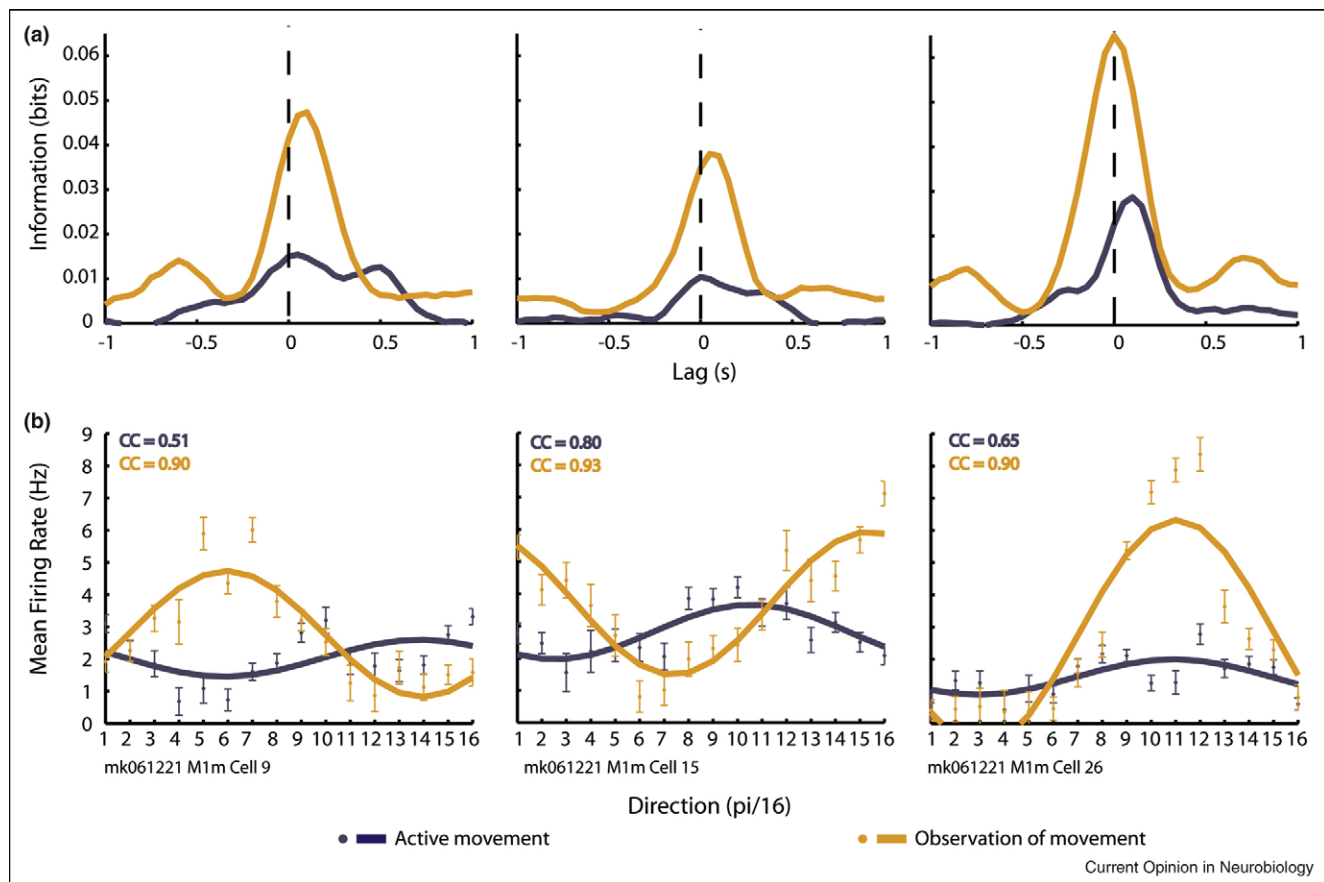 (a)
Information (bits)
0.06
0.05
0.04
0.03
0.02
0.01
0
-1 -0.5 0 0.5 1
-1 -0.5 0 0.5 1
-1 -0.5 0 0.5 1
Lag (s)
(b)
Mean Firing Rate (Hz)
9
8
7
6
5
4
3
2
1
0
CC = 0.51
CC = 0.90
CC = 0.80
CC = 0.93
CC = 0.65
CC = 0.90
1 2 3 4 5 6 7 8 9 10 11 12 13 14 15 16
1 2 3 4 5 6 7 8 9 10 11 12 13 14 15 16
1 2 3 4 5 6 7 8 9 10 11 12 13 14 15 16
mk061221 M1m Cell 9
mk061221 M1m Cell 15
mk061221 M1m Cell 26
Direction (pi/16)
Active movement
Observation of movement
Current Opinion in Neurobiology